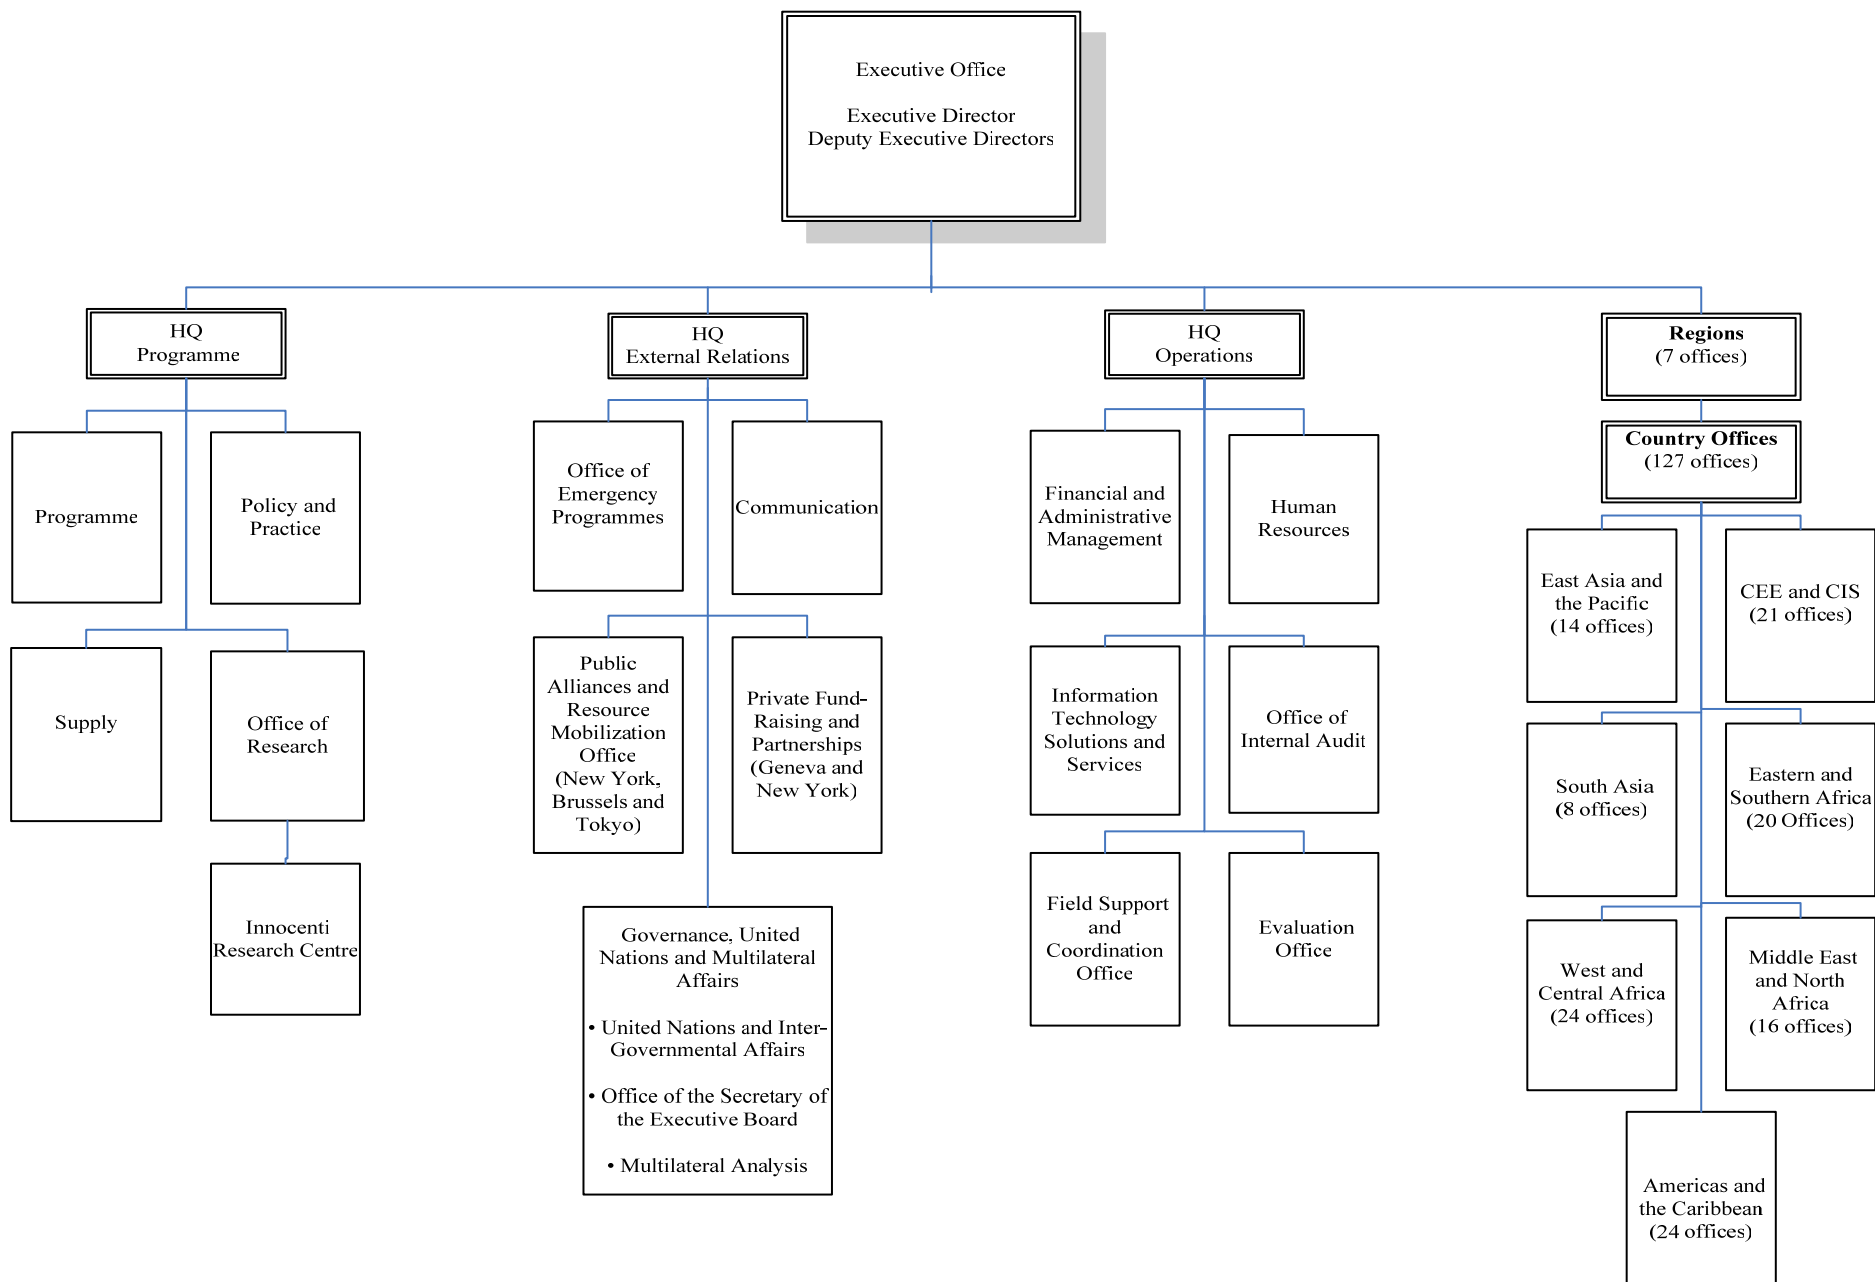 Executive Office
Executive Director
Deputy Executive Directors
HQ
Programme
HQ
External Relations
HQ
Operations
Regions
(7 offices)
Country Offices
(127 offices)
Programme
Policy and
Practice
Supply
Office of
Research
Innocenti
Research Centre
Office of
Emergency
Programmes
Communication
Public
Alliances and
Resource
Mobilization
Office
(New York,
Brussels and
Tokyo)
Private Fund-
Raising and
Partnerships
(Geneva and
New York)
Governance, United
Nations and Multilateral
Affairs
• United Nations and Inter-
Governmental Affairs
• Office of the Secretary of
the Executive Board
• Multilateral Analysis
Financial and
Administrative
Management
Human
Resources
Information
Technology
Solutions and
Services
Office of
Internal Audit
Field Support
and
Coordination
Office
Evaluation
Office
East Asia and
the Pacific
(14 offices)
CEE and CIS
(21 offices)
South Asia
(8 offices)
Eastern and
Southern Africa
(20 Offices)
West and
Central Africa
(24 offices)
Middle East
and North
Africa
(16 offices)
Americas and
the Caribbean
(24 offices)